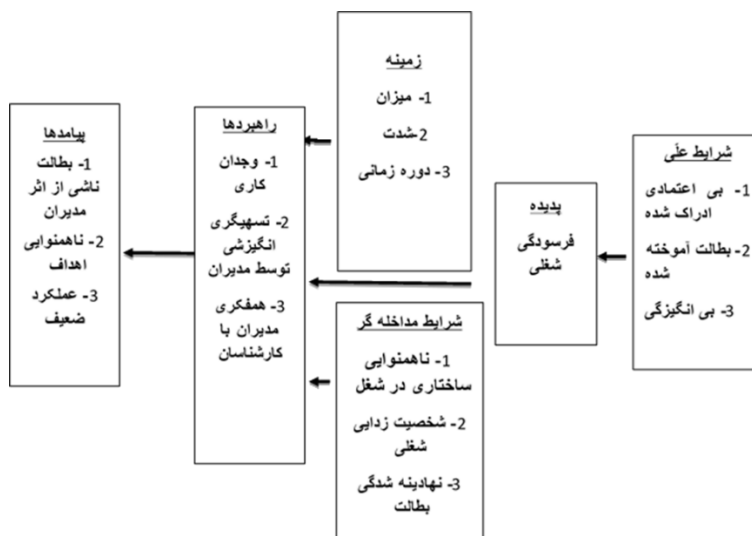 شرایط علّی
1- بی اعتمادی
ادراک شده
2- بطالت آموخته
شده
3- بی انگیزگی
پدیده
فرسودگی
شغلی
زمینه
1- میزان
2-شدت
3- دوره زمانی
شرایط مداخله گر
1- ناهمنوایی
ساختاری در شغل
2- شخصیت زدایی
شغلی
3- نهادینه شدگی
بطالت
راهبردها
1- وجدان
کاری
2- تسهیگری
انگیزشی
توسط مدیران
3- همفکری
مدیران با
کارشناسان
پیامدها
1- بطالت
ناشی از اثر
مدیران
2- ناهمنوایی
اهداف
3- عملکرد
ضعیف